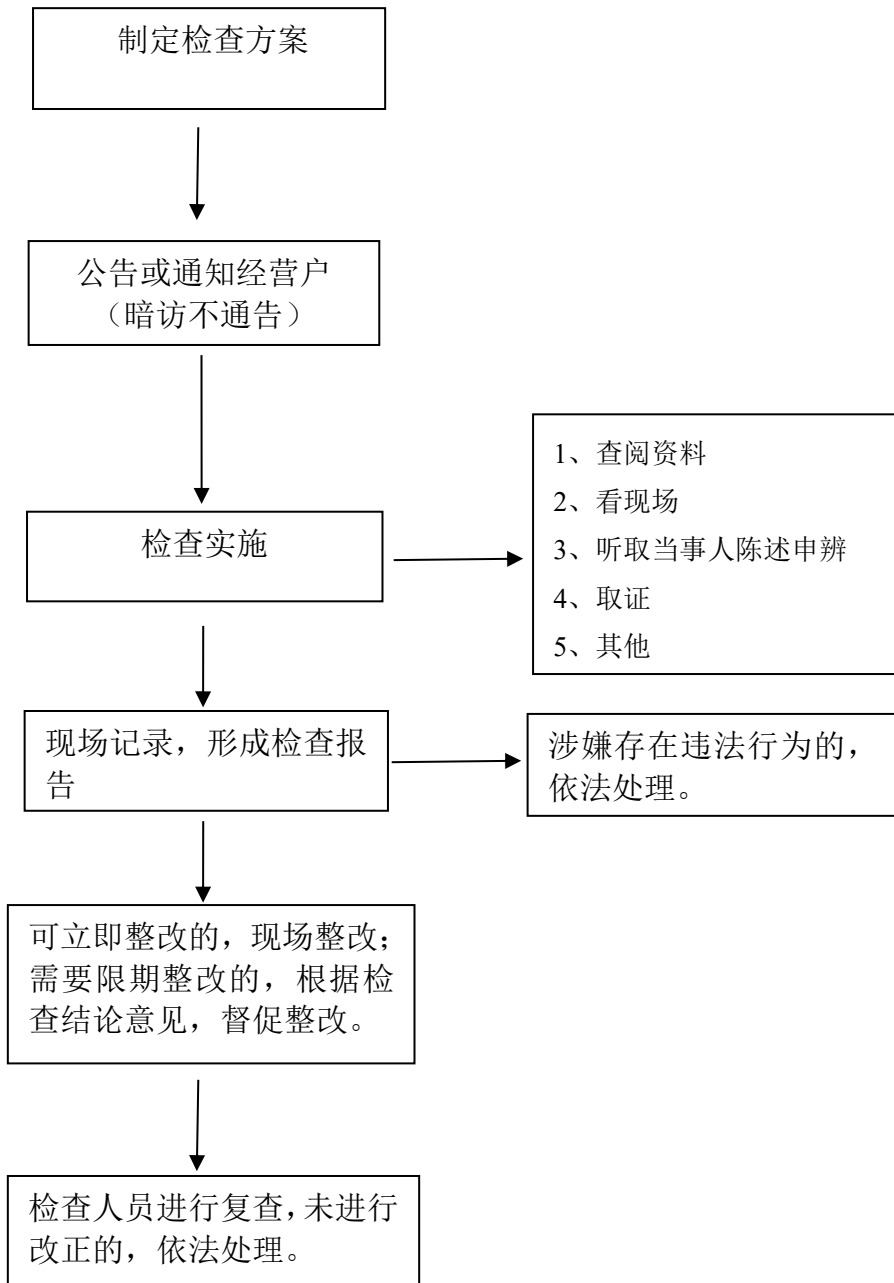 制定检查方案
公告或通知经营户
（暗访不通告）
检查实施
1、查阅资料
2、看现场
3、听取当事人陈述申辨
4、取证
5、其他
现场记录，形成检查报
告
涉嫌存在违法行为的，
依法处理。
可立即整改的，现场整改；
需要限期整改的，根据检
查结论意见，督促整改。
检查人员进行复查，未进行
改正的，依法处理。